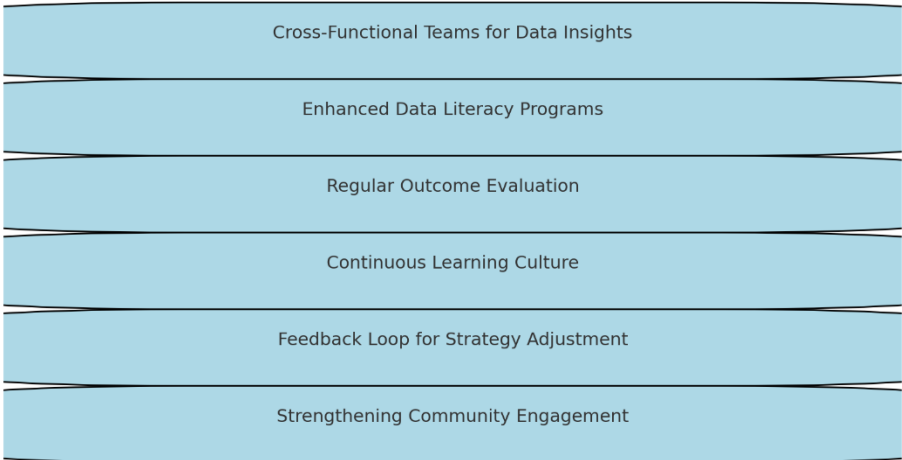 Cross-Functional Teams for Data Insights
Enhanced Data Literacy Programs
Regular Outcome Evaluation
Continuous Learning Culture
Feedback Loop for Strategy Adjustment
Strengthening Community Engagement